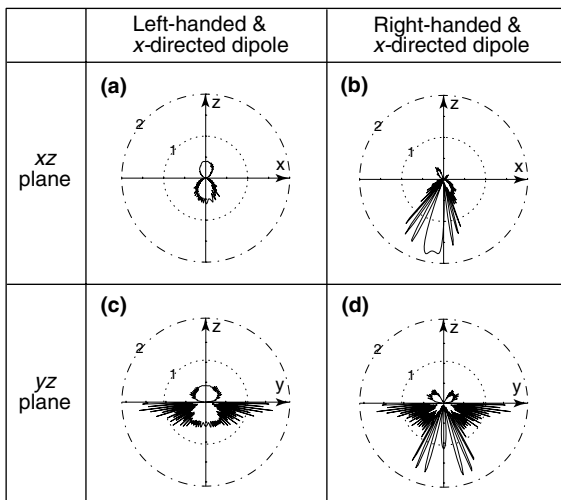 Left-handed &
x-directed dipole
Right-handed &
x-directed dipole
xz
plane
(a)
z
x
1
2
(b)
z
x
1
2
yz
plane
(c)
z
y
1
2
(d)
z
y
1
2